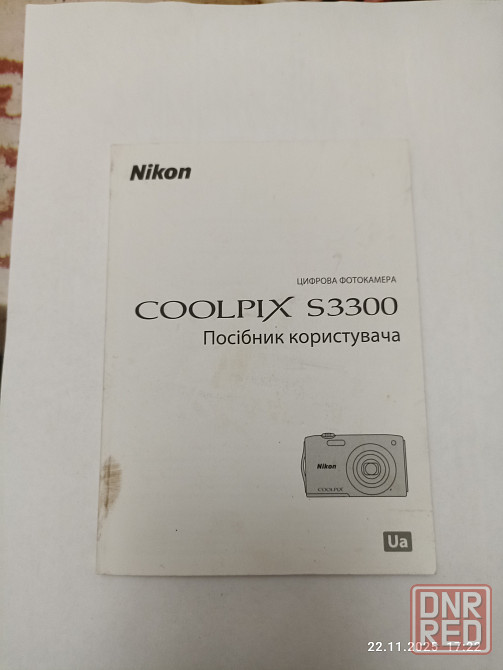 Nikon
ЦИФРОВА ФОТОКАМЕРА
COOLPIX S3300
Посібник користувача
Nikon
COOLPIX
Ua
DNR
RED
22.11.2025 17:22